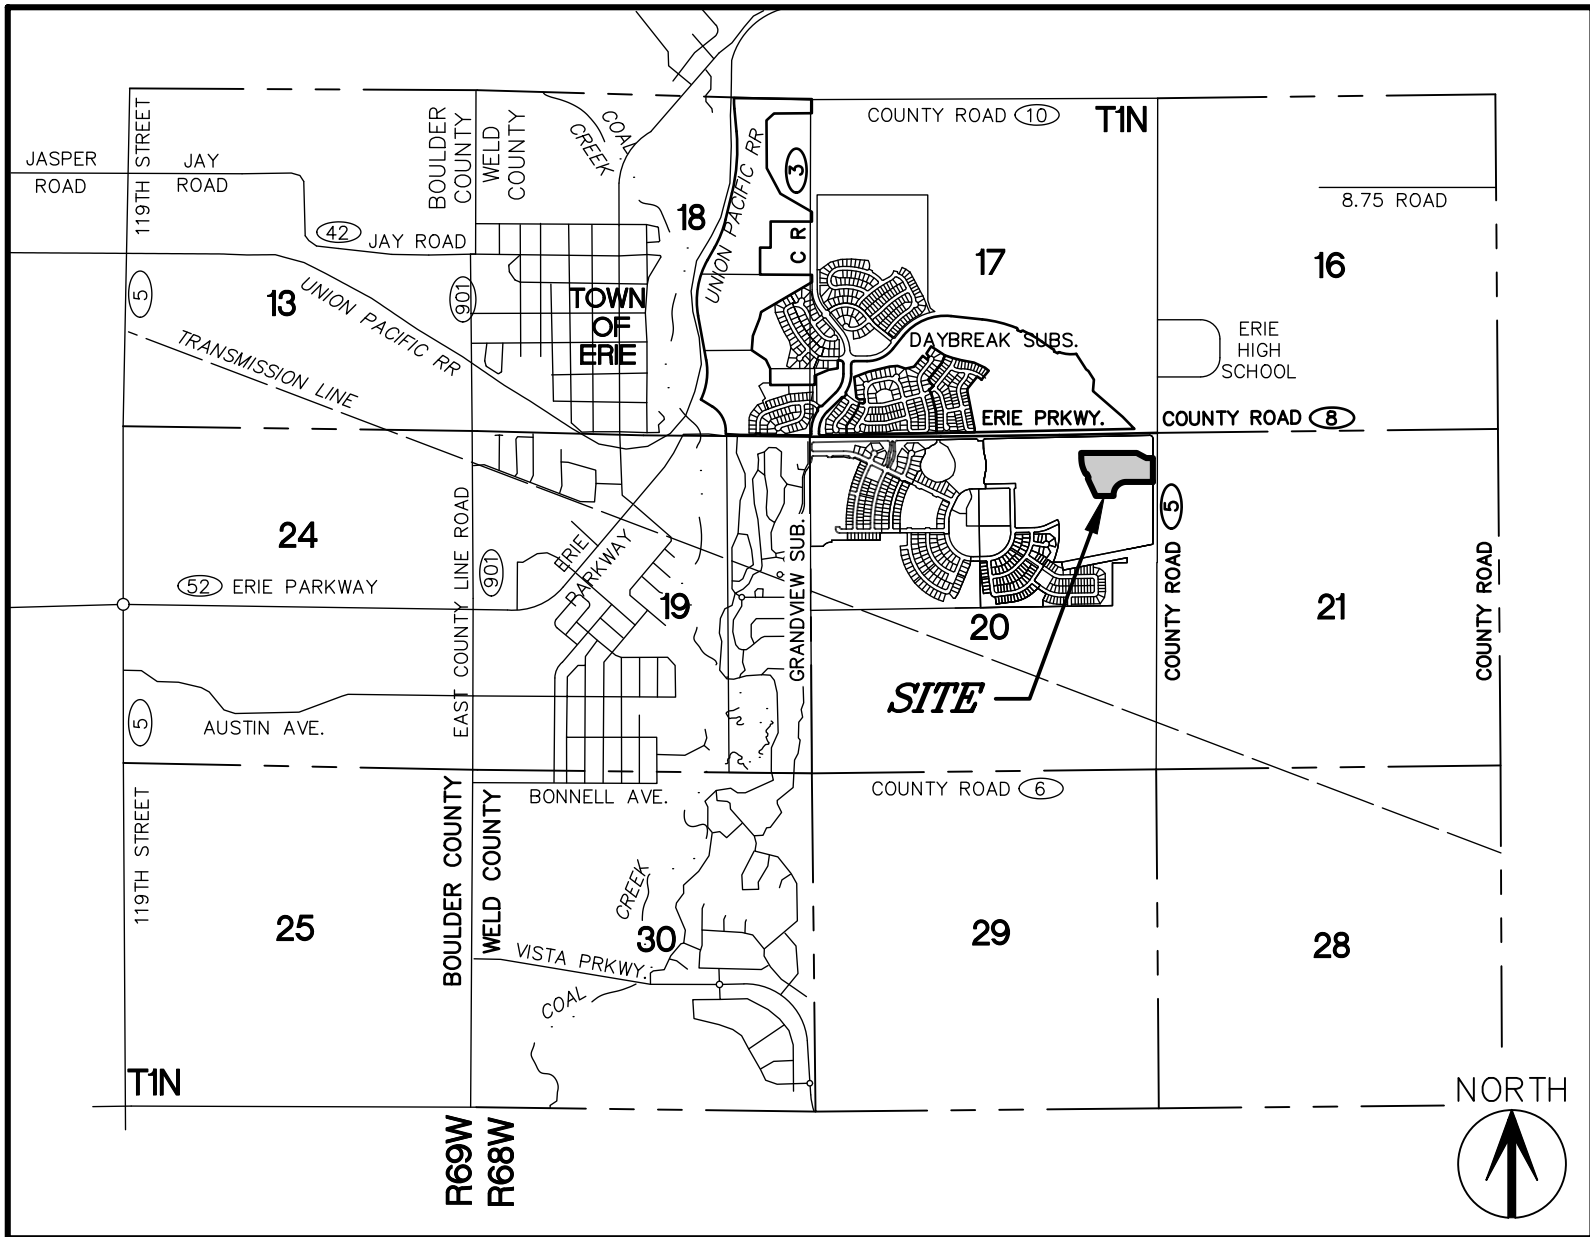 COUNTY ROAD 10
T1N
JASPER
ROAD
119TH STREET
JAY
ROAD
BOULDER
COUNTY
WELD
COUNTY
COAL
CREEK
UNION PACIFIC RR
3
C R
8.75 ROAD
42 JAY ROAD
18
17
16
5
13
UNION PACIFIC RR
901
TOWN
OF
ERIE
DAYBREAK SUBS.
ERIE
HIGH
SCHOOL
TRANSMISSION LINE
ERIE PRKWY.
COUNTY ROAD 8
24
EAST COUNTY LINE ROAD
901
ERIE
PARKWAY
GRANDVIEW SUB.
5
COUNTY ROAD
COUNTY ROAD
52 ERIE PARKWAY
19
20
21
SITE
5
AUSTIN AVE.
119TH STREET
BOULDER COUNTY
WELD COUNTY
BONNELL AVE.
COUNTY ROAD 6
CREEK
25
30
29
28
VISTA PRKWY.
COAL
T1N
R69W
R68W
NORTH